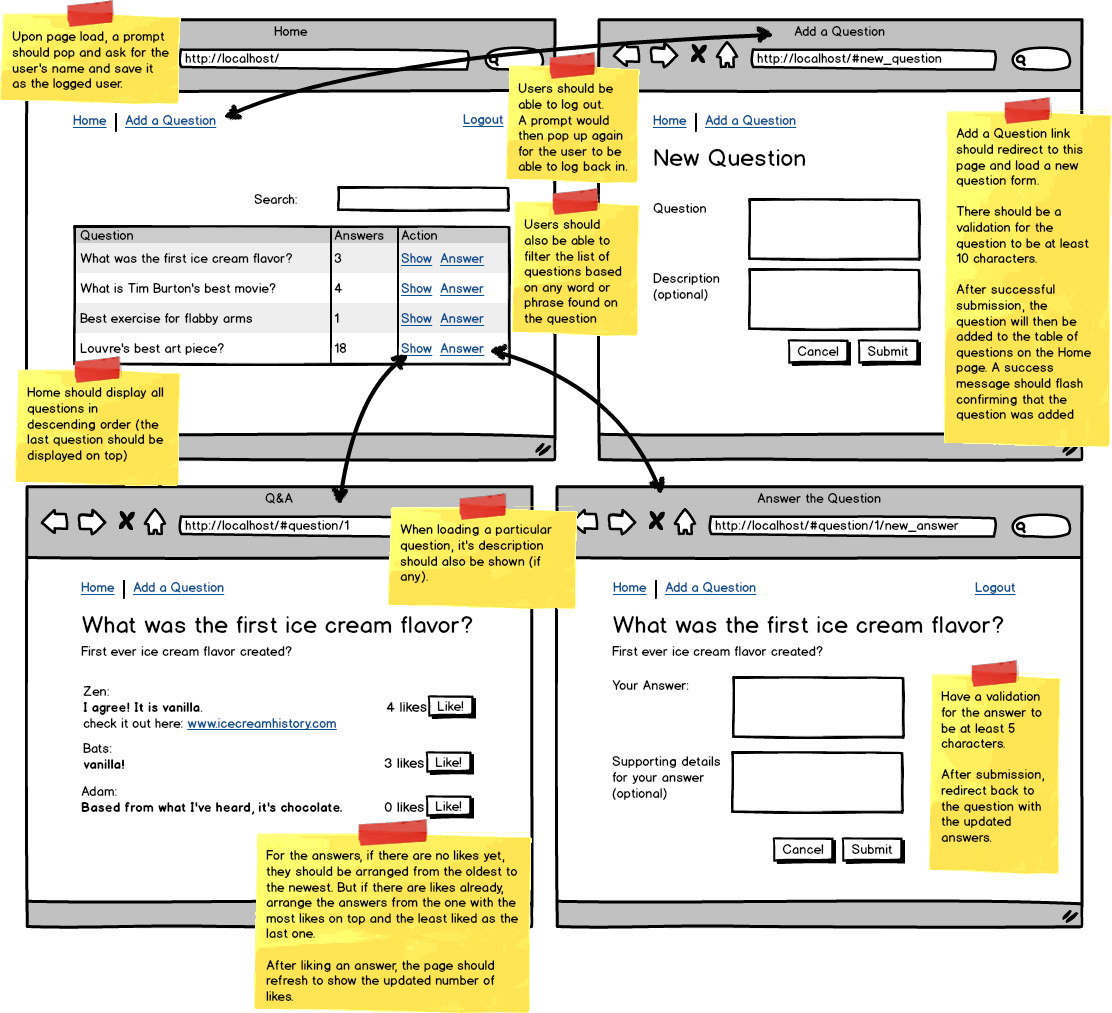 Upon page load, a prompt
should pop and ask for the
user's name and save it
as the logged user.
Home
http://localhost/
Home
Add a Question
Logout
Users should be
able to log out.
A prompt would
then pop up again
for the user to be
able to log back in.
Search:
Users should
also be able to
filter the list of
questions based
on any word or
phrase found on
the question
Question Answers Action
What was the first ice cream flavor? 3 Show Answer
What is Tim Burton's best movie? 4 Show Answer
Best exercise for flabby arms 1 Show Answer
Louvre's best art piece? 18 Show Answer
Home should display all
questions in
descending order (the
last question should be
displayed on top)
Add a Question
http://localhost/#new_question
Home
Add a Question
New Question
Question
Description
(optional)
Cancel
Submit
Add a Question link
should redirect to this
page and load a new
question form.
There should be a
validation for the
question to be at least
10 characters.
After successful
submission, the
question will then be
added to the table of
questions on the Home
page. A success
message should flash
confirming that the
question was added
Q&A
http://localhost/#question/1
When loading a particular
question, it's description
should also be shown (if
any).
Home
Add a Question
What was the first ice cream flavor?
First ever ice cream flavor created?
Zen:
I agree! It is vanilla.
check it out here: www.icecreamhistory.com
4 likes Like!
Bats:
vanilla!
3 likes Like!
Adam:
Based from what I've heard, it's chocolate.
0 likes Like!
For the answers, if there are no likes yet,
they should be arranged from the oldest to
the newest. But if there are likes already,
arrange the answers from the one with the
most likes on top and the least liked as the
last one.
After liking an answer, the page should
refresh to show the updated number of
likes.
Answer the Question
http://localhost/#question/1/new_answer
Home
Add a Question
Logout
What was the first ice cream flavor?
First ever ice cream flavor created?
Your Answer:
Supporting details
for your answer
(optional)
Cancel
Submit
Have a validation
for the answer to
be at least 5
characters.
After submission,
redirect back to
the question with
the updated
answers.